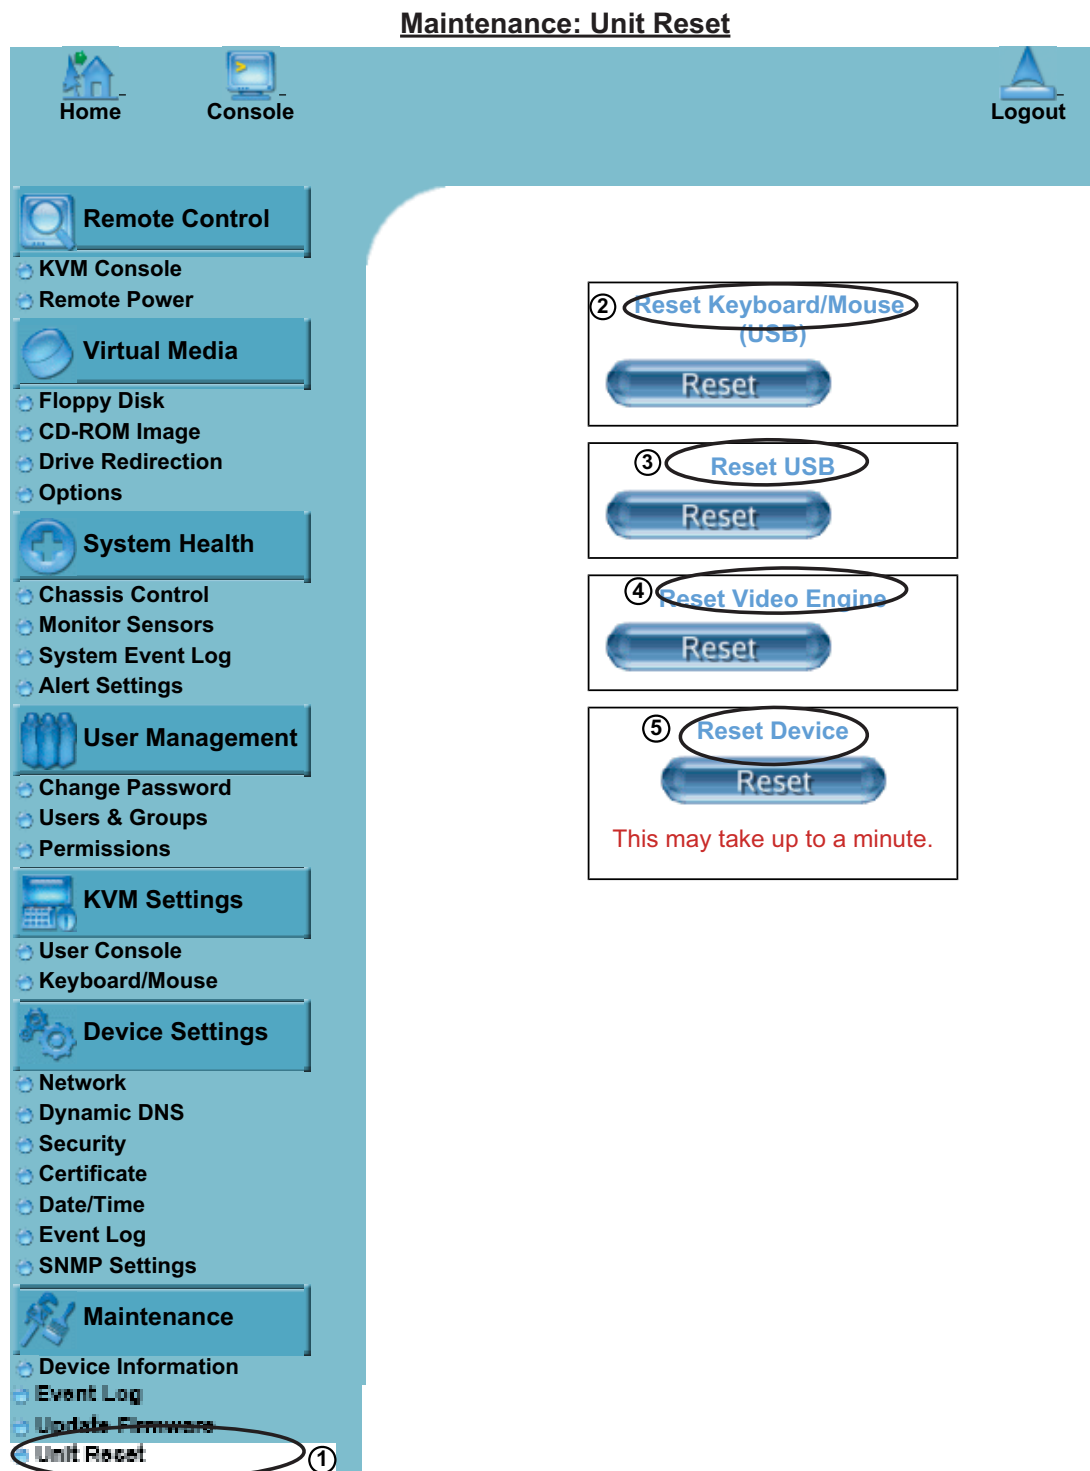 Maintenance: Unit Reset
Home
Console
Logout
Remote Control
KVM Console
Remote Power
Virtual Media
Floppy Disk
CD-ROM Image
Drive Redirection
Options
System Health
Chassis Control
Monitor Sensors
System Event Log
Alert Settings
User Management
Change Password
Users & Groups
Permissions
KVM Settings
User Console
Keyboard/Mouse
Device Settings
Network
Dynamic DNS
Security
Certificate
Date/Time
Event Log
SNMP Settings
Maintenance
Device Information
Event Log
Update Firmware
Unit Reset
1
2 Reset Keyboard/Mouse
(USB)
Reset
3 Reset USB
Reset
4 Reset Video Engine
Reset
5 Reset Device
Reset
This may take up to a minute.